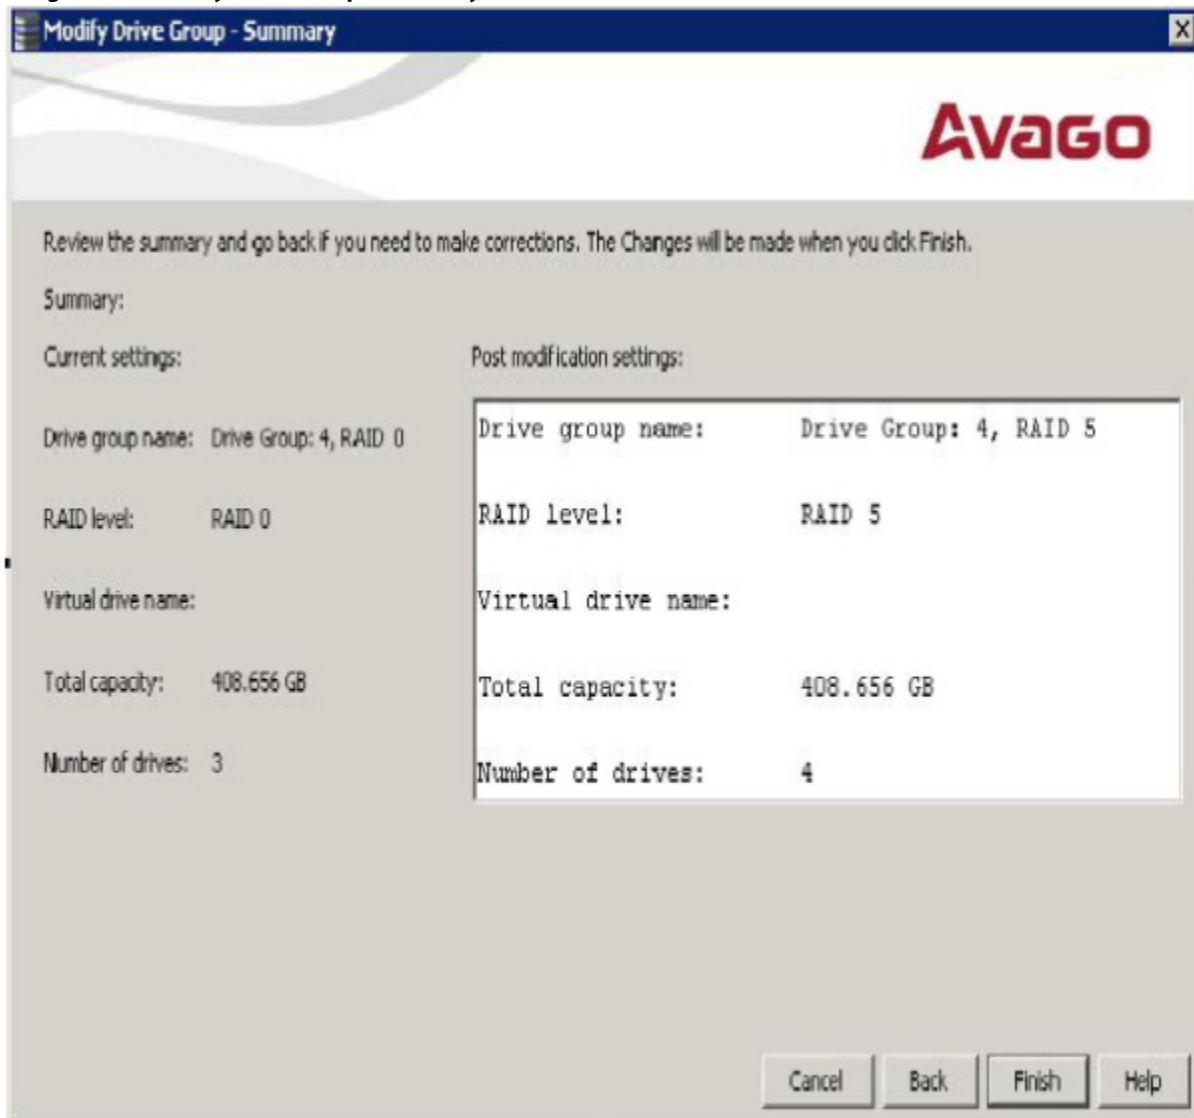 Modify Drive Group - Summary
X
Avago
Review the summary and go back if you need to make corrections. The Changes will be made when you click Finish.
Summary:
Current settings:
Drive group name: Drive Group: 4, RAID 0
RAID level: RAID 0
Virtual drive name:
Total capacity: 408.656 GB
Number of drives: 3
Post modification settings:
Drive group name: Drive Group: 4, RAID 5
RAID level: RAID 5
Virtual drive name:
Total capacity: 408.656 GB
Number of drives: 4
Cancel Back Finish Help